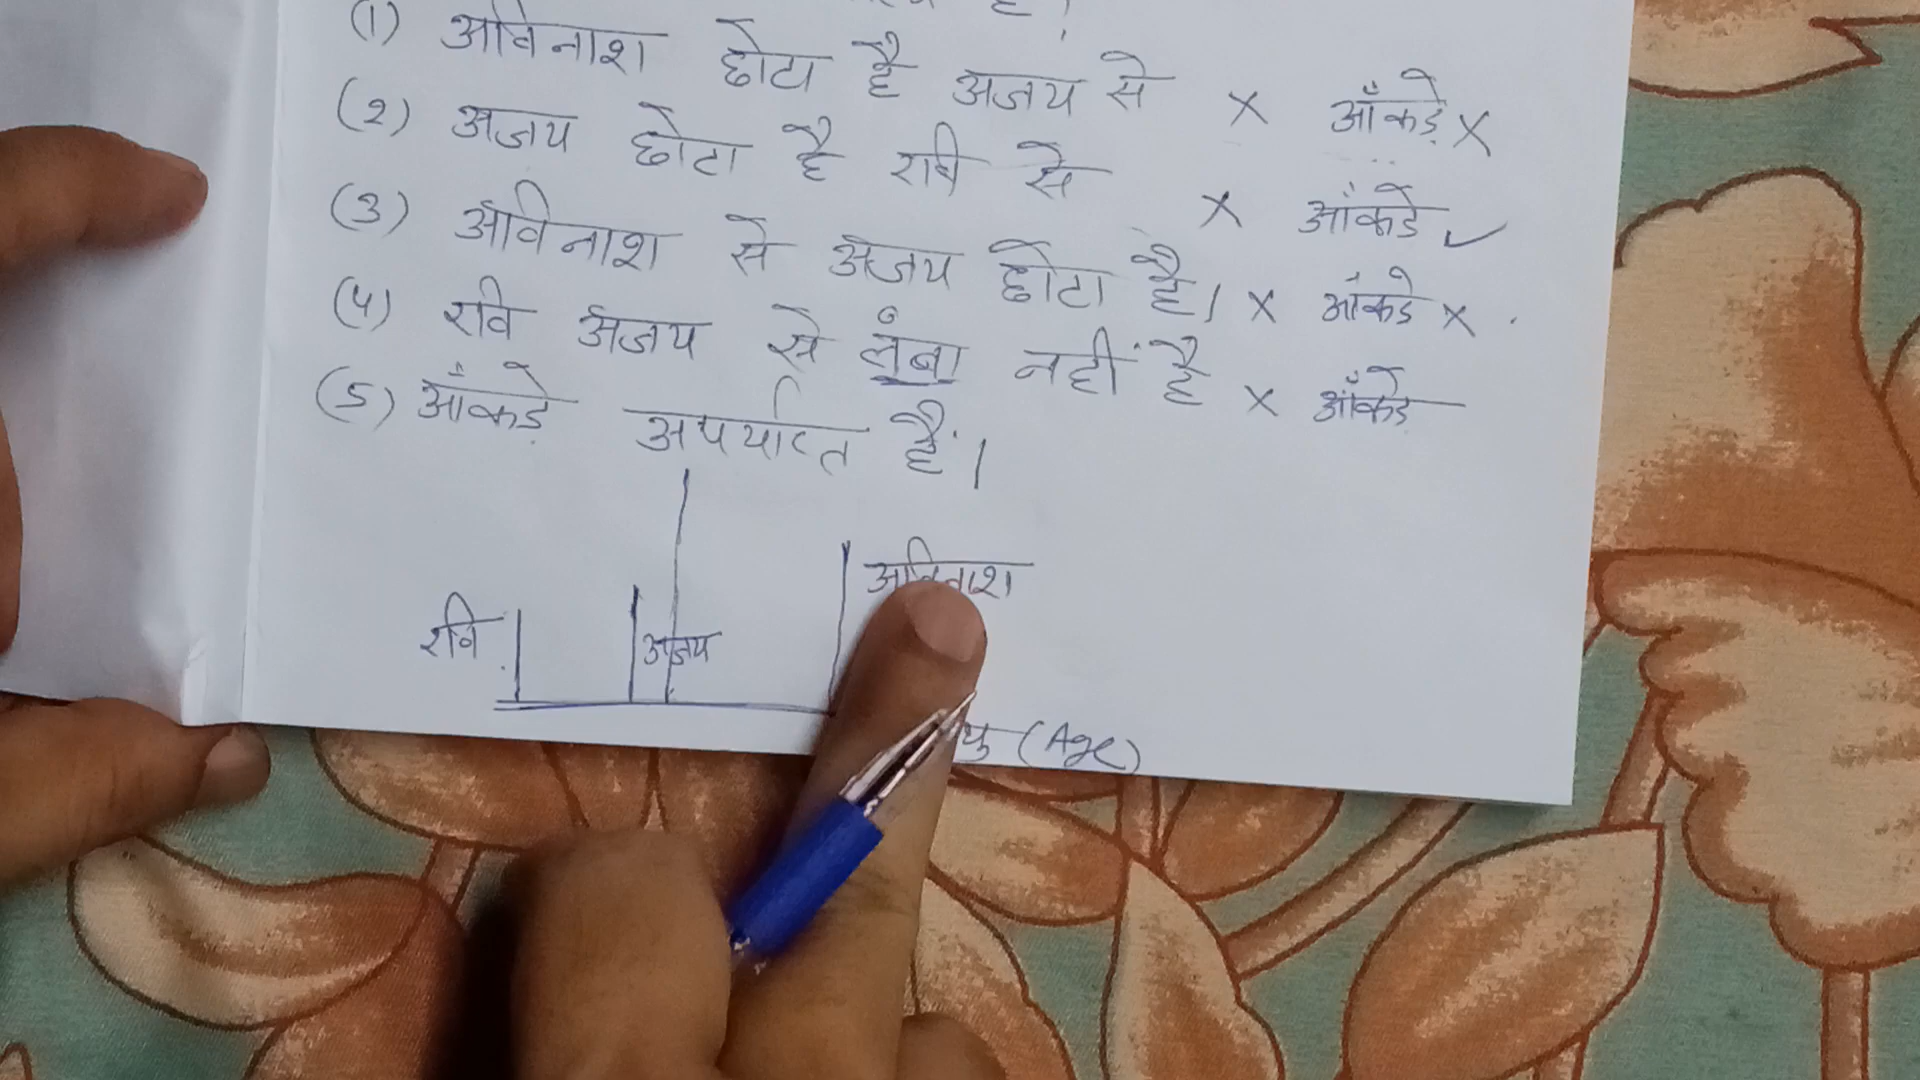 है।
(1) अविनाश छोटा है अजय से × आँकड़े ×
(2) अजय छोटा है रवि से × आंकडे ✓
(3) अविनाश से अजय छोटा है। × आंकडे ×
(4) रवि अजय से लंबा नहीं है × आँकडे
(5) आँकड़े अपर्याप्त हैं।
अविनाश
रवि अजय
(Age)